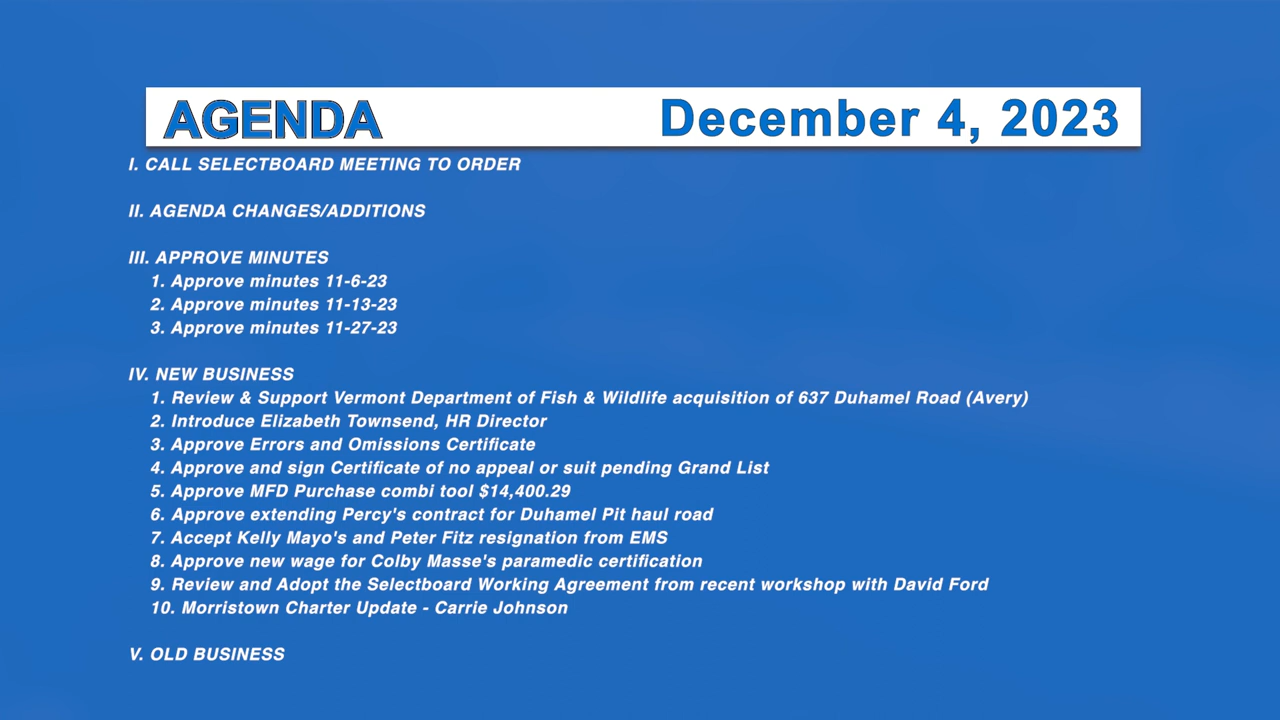 AGENDA December 4, 2023
I. CALL SELECTBOARD MEETING TO ORDER
II. AGENDA CHANGES/ADDITIONS
III. APPROVE MINUTES
1. Approve minutes 11-6-23
2. Approve minutes 11-13-23
3. Approve minutes 11-27-23
IV. NEW BUSINESS
1. Review & Support Vermont Department of Fish & Wildlife acquisition of 637 Duhamel Road (Avery)
2. Introduce Elizabeth Townsend, HR Director
3. Approve Errors and Omissions Certificate
4. Approve and sign Certificate of no appeal or suit pending Grand List
5. Approve MFD Purchase combi tool $14,400.29
6. Approve extending Percy's contract for Duhamel Pit haul road
7. Accept Kelly Mayo's and Peter Fitz resignation from EMS
8. Approve new wage for Colby Masse's paramedic certification
9. Review and Adopt the Selectboard Working Agreement from recent workshop with David Ford
10. Morristown Charter Update - Carrie Johnson
V. OLD BUSINESS